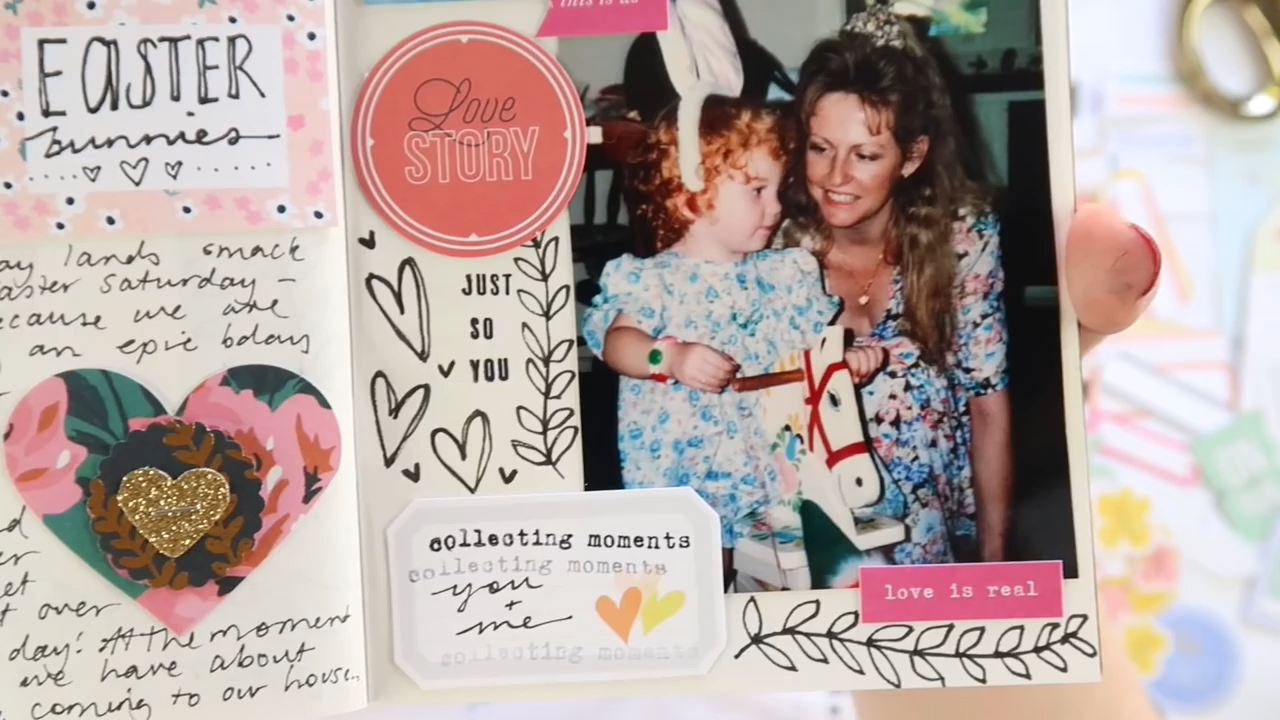 EASTER
bunnies
ay lands smack
aster saturday -
ecause we are
an epic bdays
et
t over
day! At the moment
we have about
coming to our house..
this is us
Love
STORY
JUST
SO
YOU
collecting moments
collecting moments
you
+
me
collecting moments
love is real